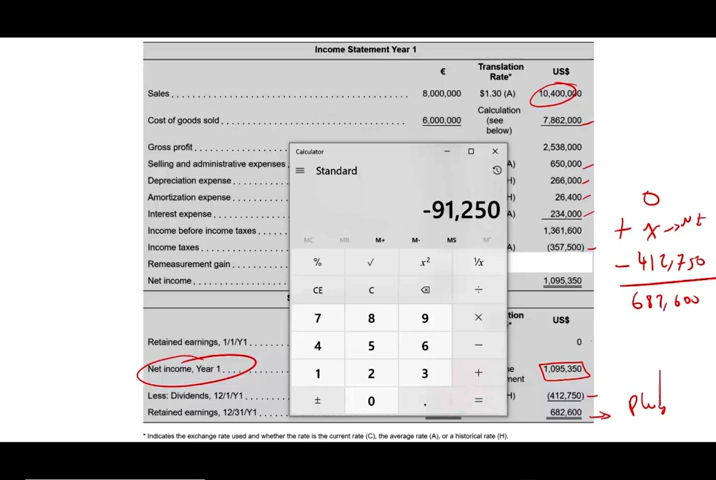 Income Statement Year 1
€ Translation Rate* US$
Sales 8,000,000 $1.30 (A) 10,400,000
Cost of goods sold 6,000,000 Calculation (see below) 7,862,000
Gross profit 2,538,000
Selling and administrative expenses A) 650,000
Depreciation expense H) 266,000
Amortization expense H) 26,400
Interest expense A) 234,000
Income before income taxes 1,361,600
Income taxes A) (357,500)
Remeasurement gain
Net income 1,095,350
Calculator
Standard
-91,250
MC MR M+ M- MS M˅
% √ x² ¹/x
CE C ÷
7 8 9 ×
4 5 6 −
1 2 3 +
± 0 . =
S
tion US$
Retained earnings, 1/1/Y1 0
Net income, Year 1 ne ment 1,095,350
Less: Dividends, 12/1/Y1 H) (412,750)
Retained earnings, 12/31/Y1 682,600
* Indicates the exchange rate used and whether the rate is the current rate (C), the average rate (A), or a historical rate (H).
0
+ x →
- 412,750
682,600